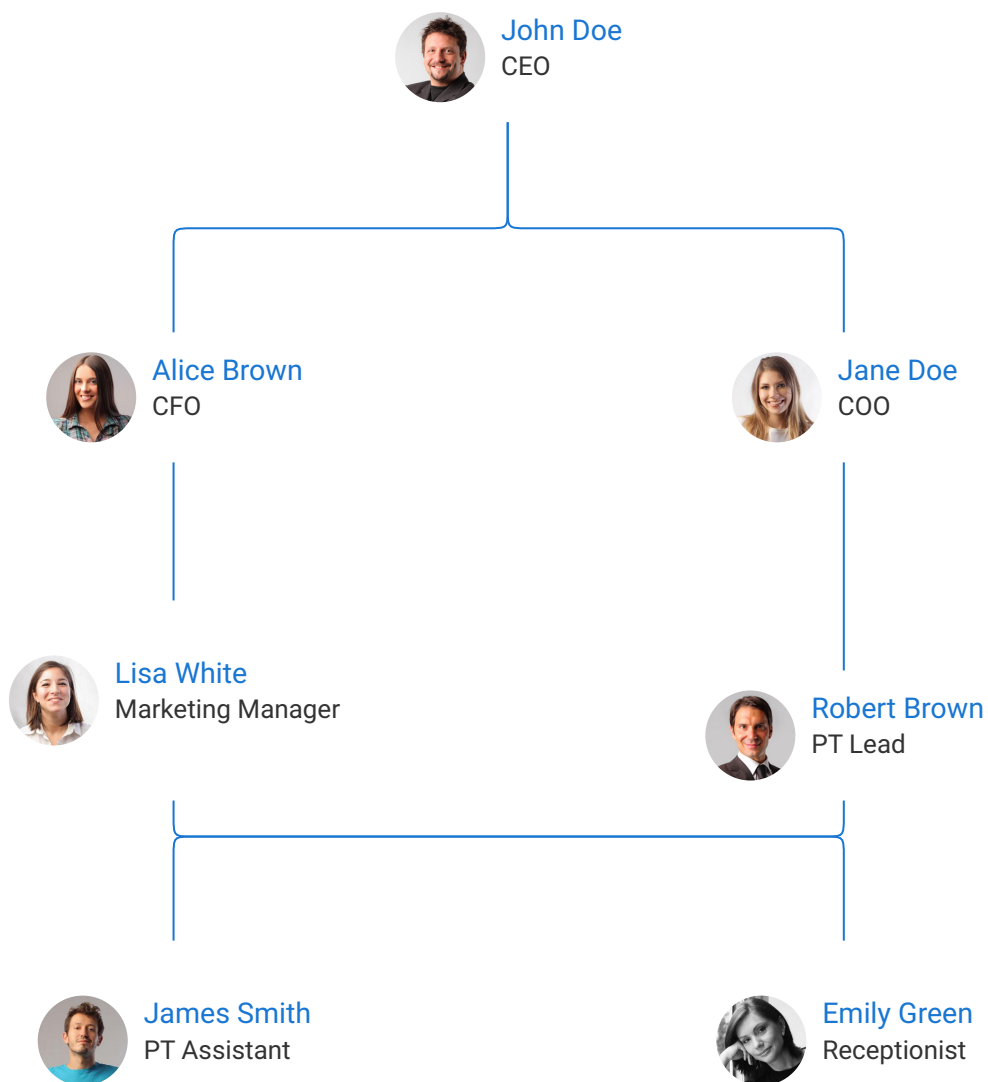 John Doe
CEO
Alice Brown
CFO
Jane Doe
COO
Lisa White
Marketing Manager
Robert Brown
PT Lead
James Smith
PT Assistant
Emily Green
Receptionist